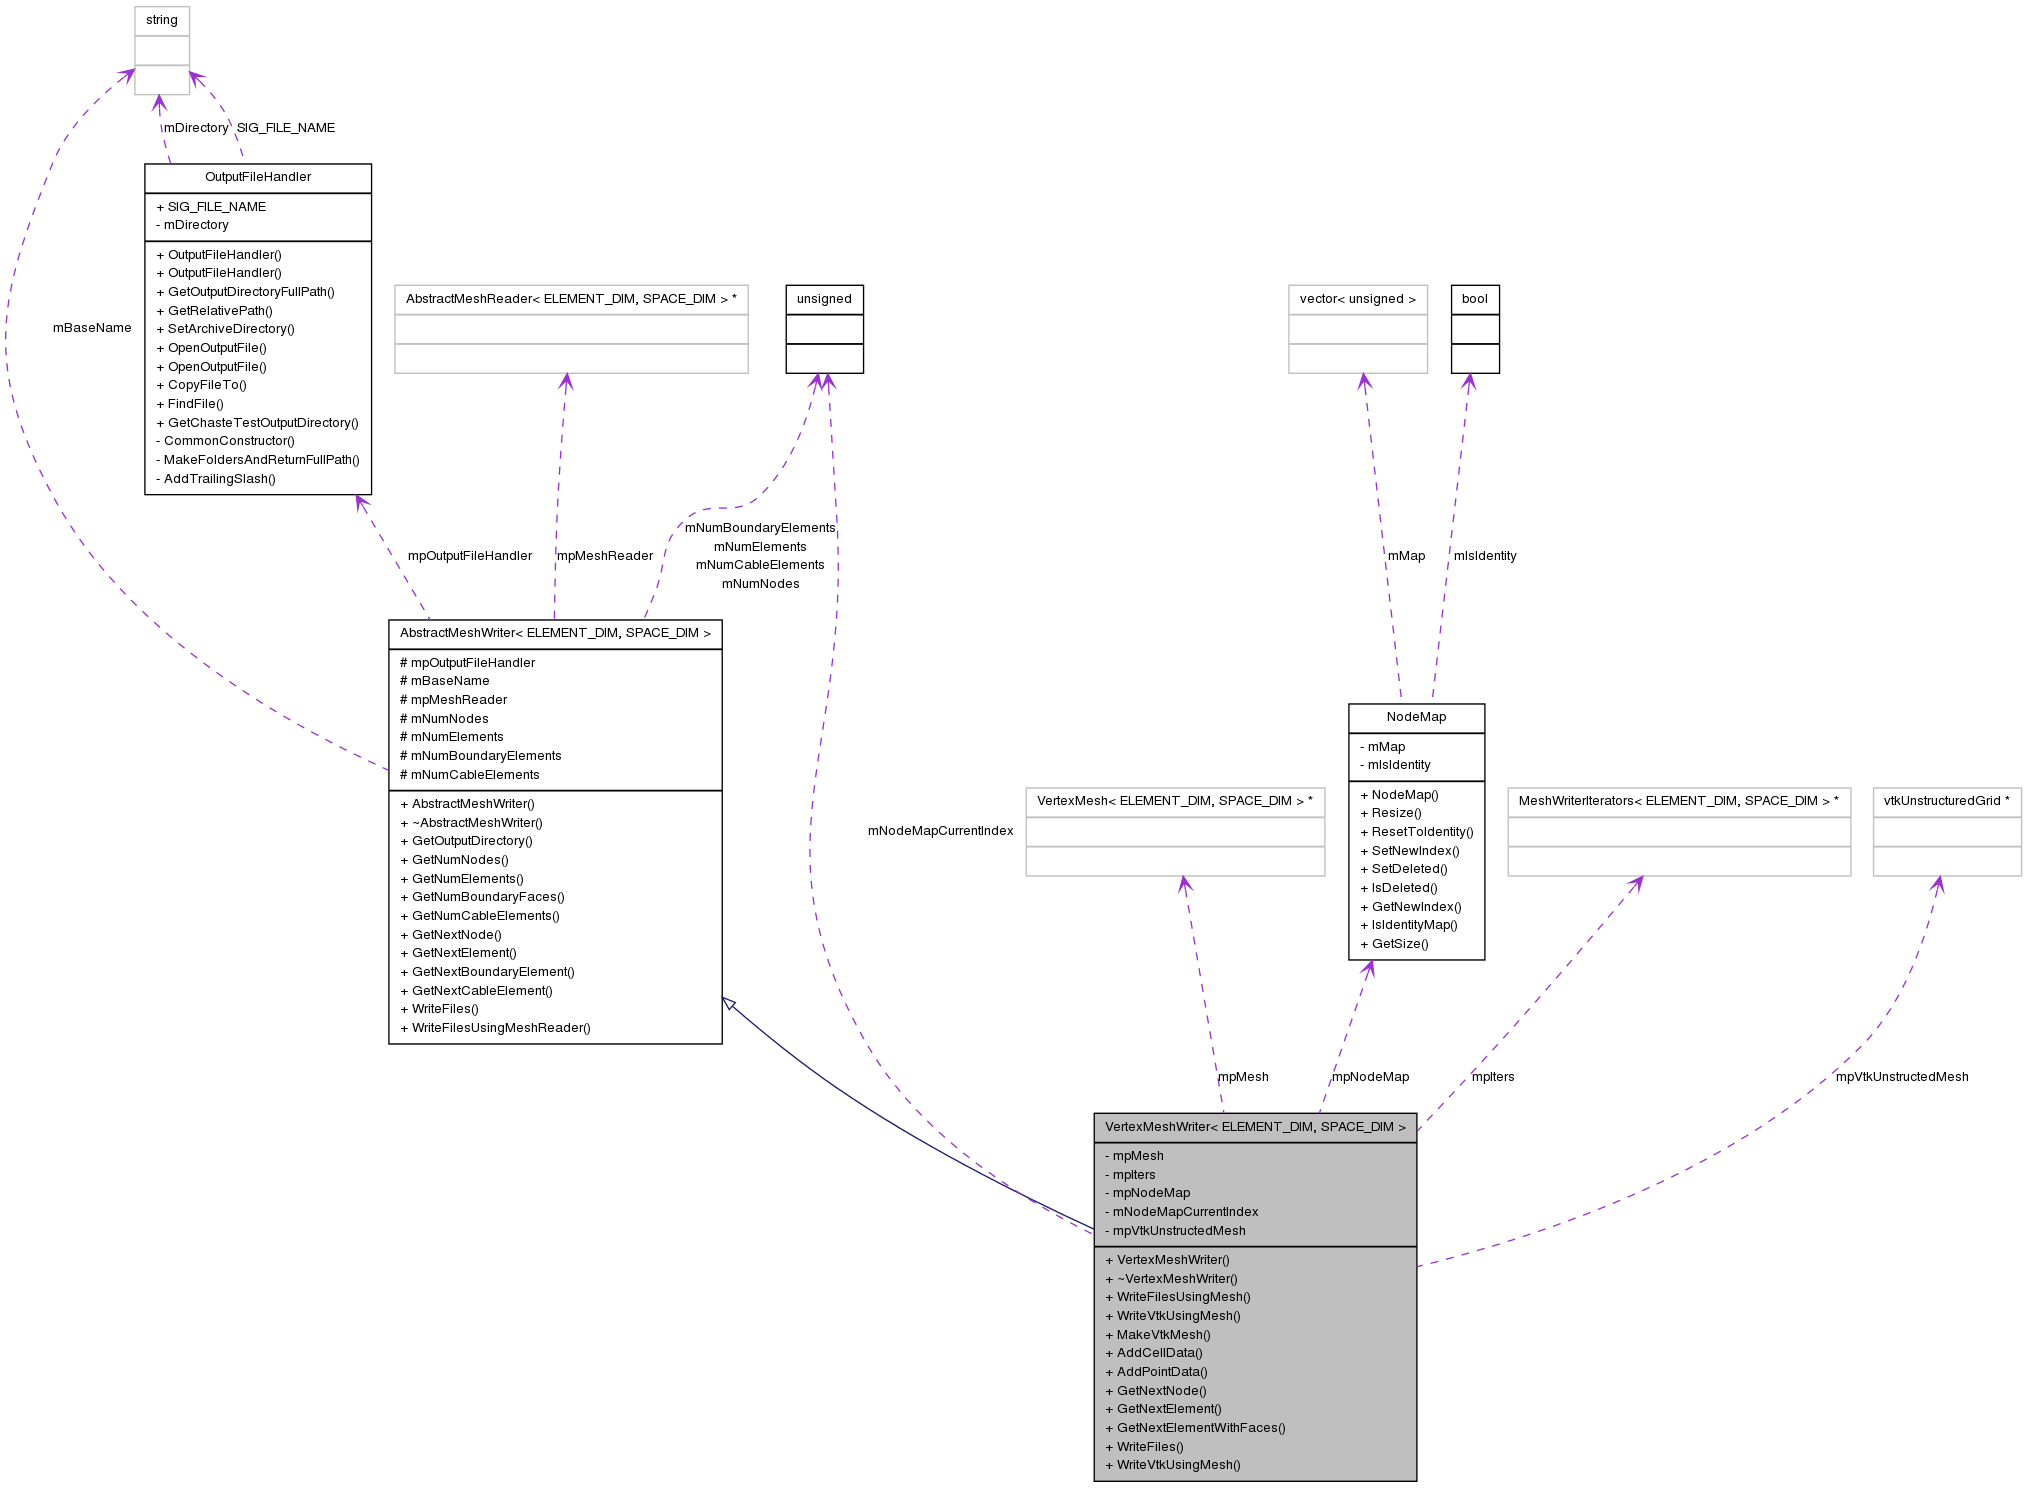 string
mDirectory
SIG_FILE_NAME
OutputFileHandler
+ SIG_FILE_NAME
- mDirectory
+ OutputFileHandler()
+ OutputFileHandler()
+ GetOutputDirectoryFullPath()
+ GetRelativePath()
+ SetArchiveDirectory()
+ OpenOutputFile()
+ OpenOutputFile()
+ CopyFileTo()
+ FindFile()
+ GetChasteTestOutputDirectory()
- CommonConstructor()
- MakeFoldersAndReturnFullPath()
- AddTrailingSlash()
mBaseName
AbstractMeshReader< ELEMENT_DIM, SPACE_DIM > *
unsigned
vector< unsigned >
bool
mpOutputFileHandler
mpMeshReader
mNumBoundaryElements
mNumElements
mNumCableElements
mNumNodes
mMap
mIsIdentity
AbstractMeshWriter< ELEMENT_DIM, SPACE_DIM >
# mpOutputFileHandler
# mBaseName
# mpMeshReader
# mNumNodes
# mNumElements
# mNumBoundaryElements
# mNumCableElements
+ AbstractMeshWriter()
+ ~AbstractMeshWriter()
+ GetOutputDirectory()
+ GetNumNodes()
+ GetNumElements()
+ GetNumBoundaryFaces()
+ GetNumCableElements()
+ GetNextNode()
+ GetNextElement()
+ GetNextBoundaryElement()
+ GetNextCableElement()
+ WriteFiles()
+ WriteFilesUsingMeshReader()
mNodeMapCurrentIndex
VertexMesh< ELEMENT_DIM, SPACE_DIM > *
NodeMap
- mMap
- mIsIdentity
+ NodeMap()
+ Resize()
+ ResetToIdentity()
+ SetNewIndex()
+ SetDeleted()
+ IsDeleted()
+ GetNewIndex()
+ IsIdentityMap()
+ GetSize()
MeshWriterIterators< ELEMENT_DIM, SPACE_DIM > *
vtkUnstructuredGrid *
mpMesh
mpNodeMap
mpIters
mpVtkUnstructedMesh
VertexMeshWriter< ELEMENT_DIM, SPACE_DIM >
- mpMesh
- mpIters
- mpNodeMap
- mNodeMapCurrentIndex
- mpVtkUnstructedMesh
+ VertexMeshWriter()
+ ~VertexMeshWriter()
+ WriteFilesUsingMesh()
+ WriteVtkUsingMesh()
+ MakeVtkMesh()
+ AddCellData()
+ AddPointData()
+ GetNextNode()
+ GetNextElement()
+ GetNextElementWithFaces()
+ WriteFiles()
+ WriteVtkUsingMesh()